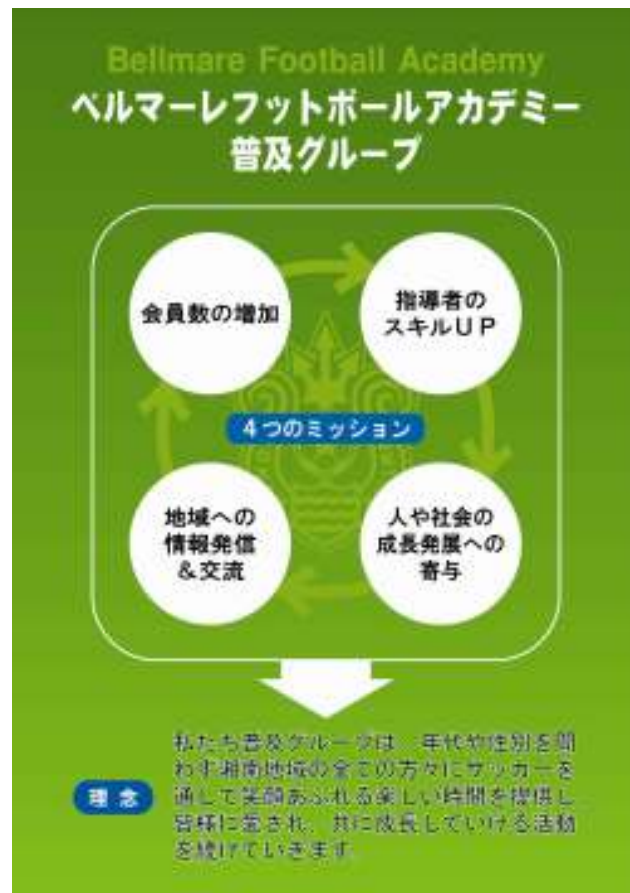 Bellmare Football Academy
ベルマーレフットボールアカデミー
普及グループ
会員数の増加
指導者の
スキルUP
4つのミッション
地域への
情報発信
&交流
人や社会の
成長発展への
寄与
理念
私たち普及グループは、年代や性別を問
わず湘南地域の全ての方々にサッカーを
通して笑顔あふれる楽しい時間を提供し
皆様に愛され、共に成長していける活動
を続けていきます。